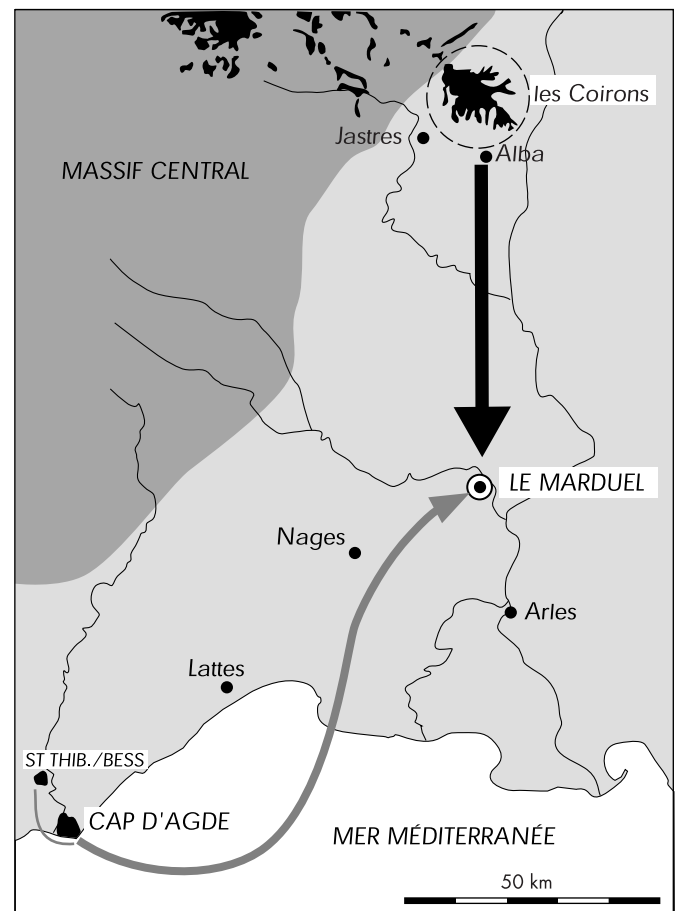 les Coirons
Jastres
Alba
MASSIF CENTRAL
LE MARDUEL
Nages
Arles
Lattes
ST THIB./BESS
CAP D'AGDE
MER MÉDITERRANÉE
50 km